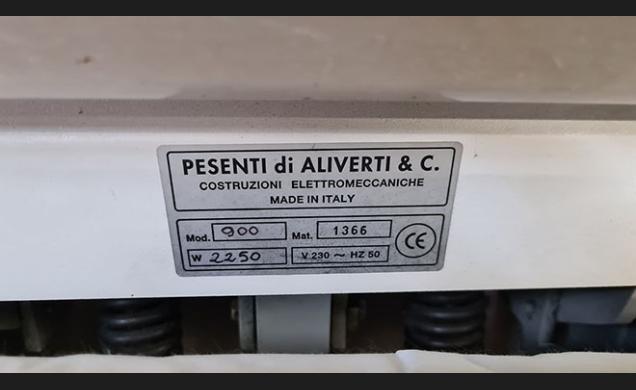 PESENTI di ALIVERTI & C.
COSTRUZIONI ELETTROMECCANICHE
MADE IN ITALY
Mod. 900 Mat. 1366
W 2250 V 230 ~ HZ 50
CE